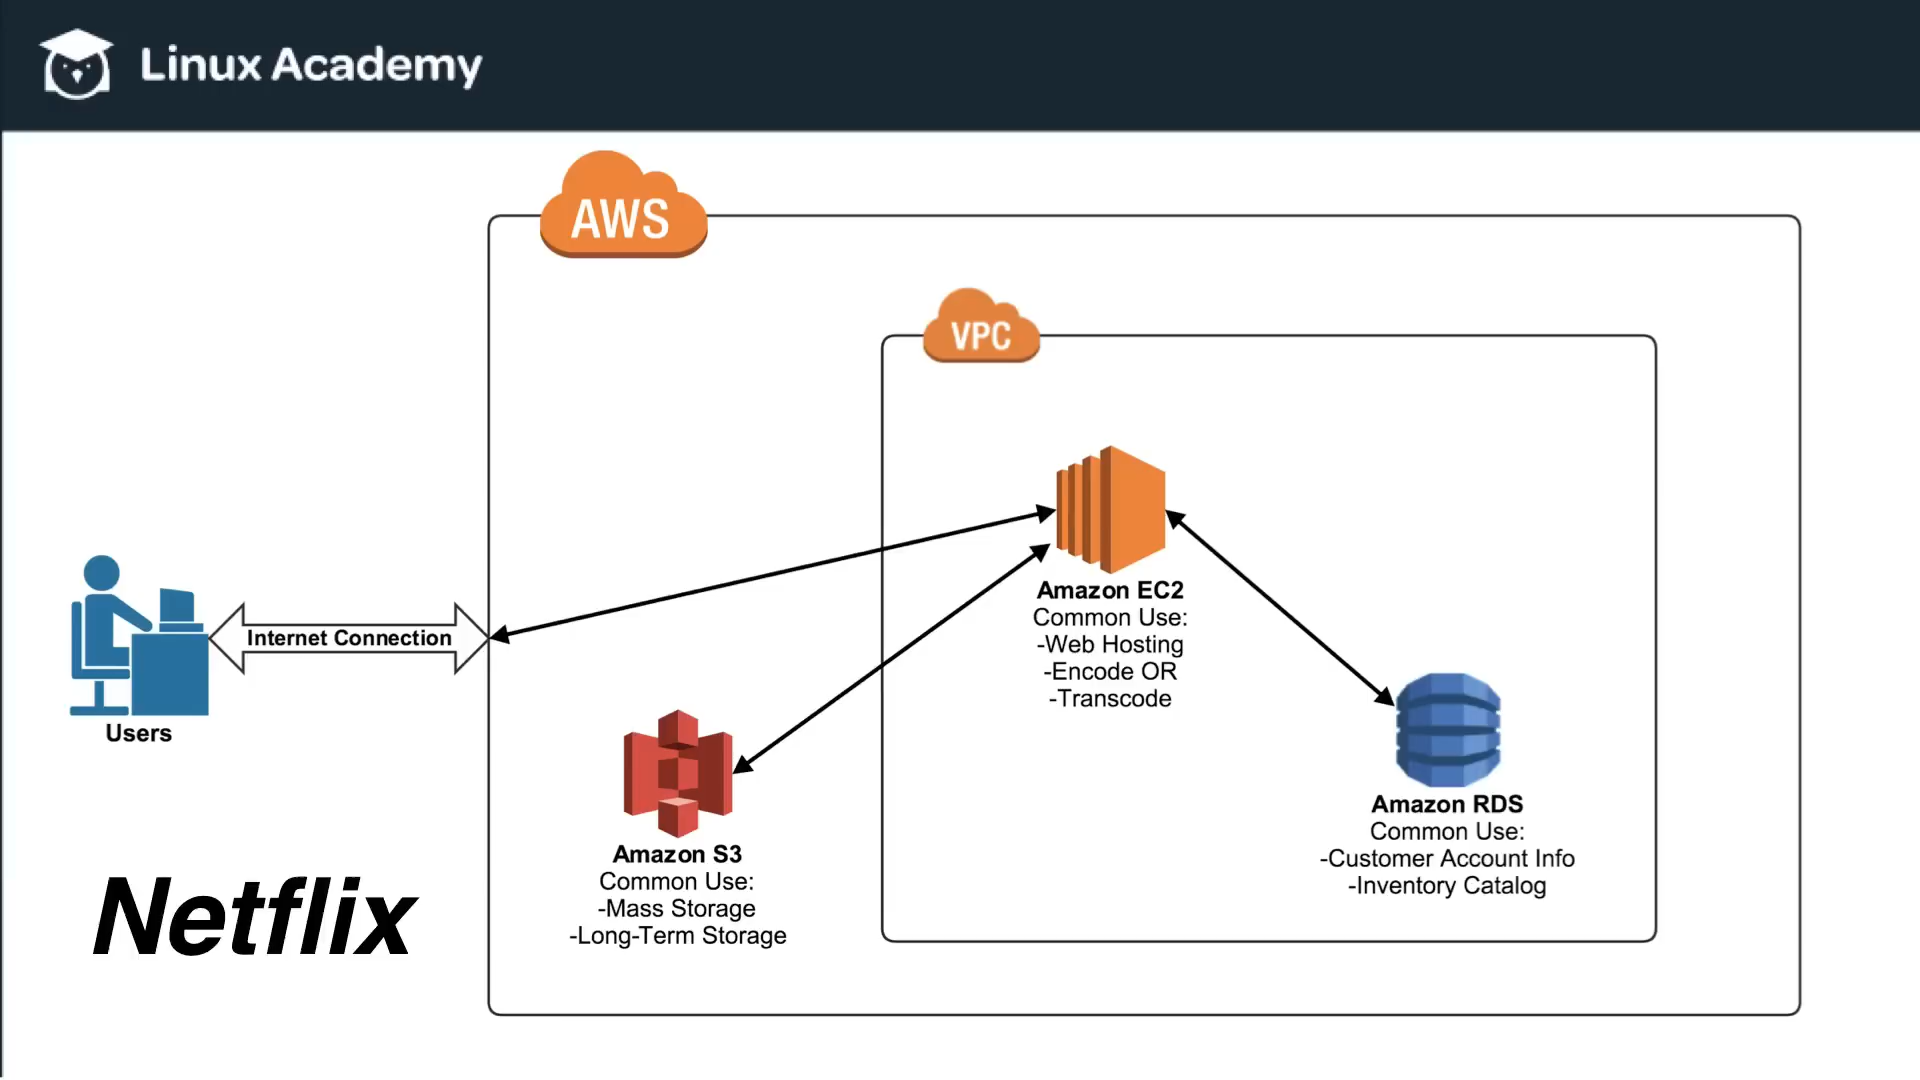 Linux Academy
AWS
VPC
Internet Connection
Users
Amazon EC2
Common Use:
-Web Hosting
-Encode OR
-Transcode
Amazon S3
Common Use:
-Mass Storage
-Long-Term Storage
Amazon RDS
Common Use:
-Customer Account Info
-Inventory Catalog
Netflix